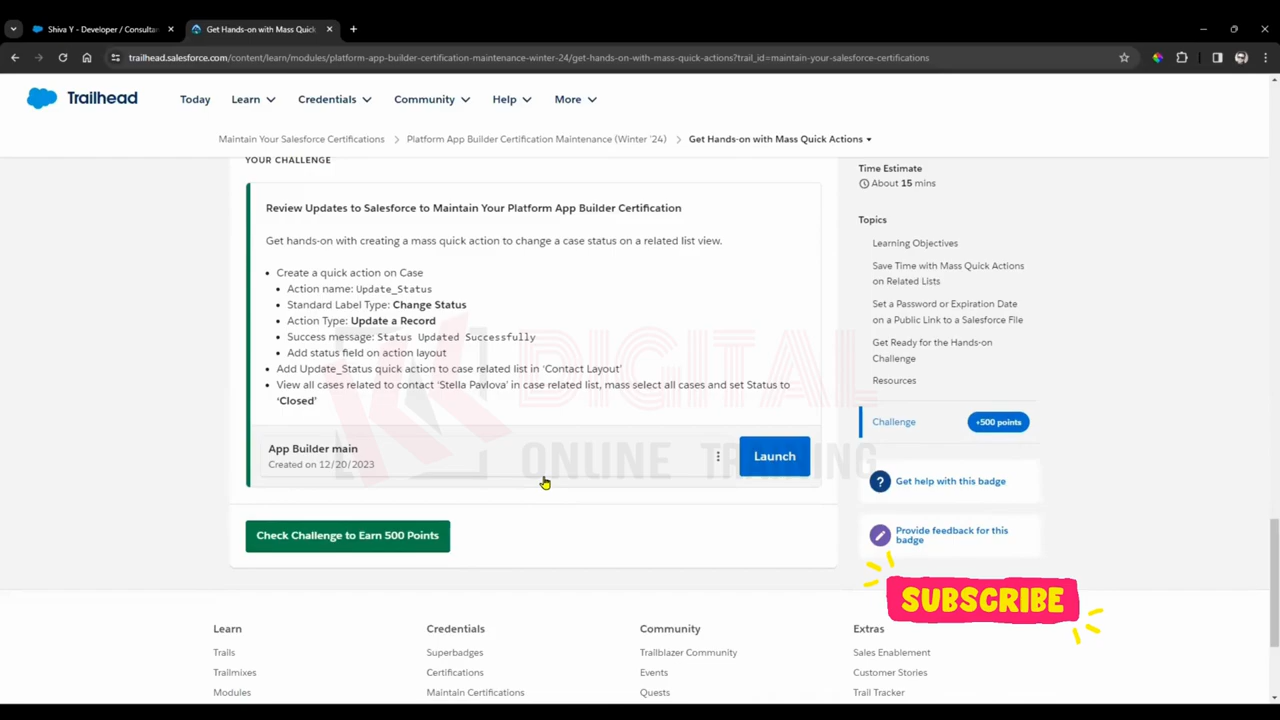 Shiva Y - Developer / Consultan
Get Hands-on with Mass Quick
trailhead.salesforce.com/content/learn/modules/platform-app-builder-certification-maintenance-winter-24/get-hands-on-with-mass-quick-actions?trail_id=maintain-your-salesforce-certifications
Trailhead
Today
Learn
Credentials
Community
Help
More
Maintain Your Salesforce Certifications
Platform App Builder Certification Maintenance (Winter '24)
Get Hands-on with Mass Quick Actions
YOUR CHALLENGE
Review Updates to Salesforce to Maintain Your Platform App Builder Certification
Get hands-on with creating a mass quick action to change a case status on a related list view.
Create a quick action on Case
Action name: Update_Status
Standard Label Type: Change Status
Action Type: Update a Record
Success message: Status Updated Successfully
Add status field on action layout
Add Update_Status quick action to case related list in 'Contact Layout'
View all cases related to contact 'Stella Pavlova' in case related list, mass select all cases and set Status to
'Closed'
App Builder main
Created on 12/20/2023
Launch
Check Challenge to Earn 500 Points
Time Estimate
About 15 mins
Topics
Learning Objectives
Save Time with Mass Quick Actions
on Related Lists
Set a Password or Expiration Date
on a Public Link to a Salesforce File
Get Ready for the Hands-on
Challenge
Resources
Challenge
+500 points
Get help with this badge
Provide feedback for this
badge
DIGITAL
ONLINE TRAINING
SUBSCRIBE
Learn
Trails
Trailmixes
Modules
Credentials
Superbadges
Certifications
Maintain Certifications
Community
Trailblazer Community
Events
Quests
Extras
Sales Enablement
Customer Stories
Trail Tracker